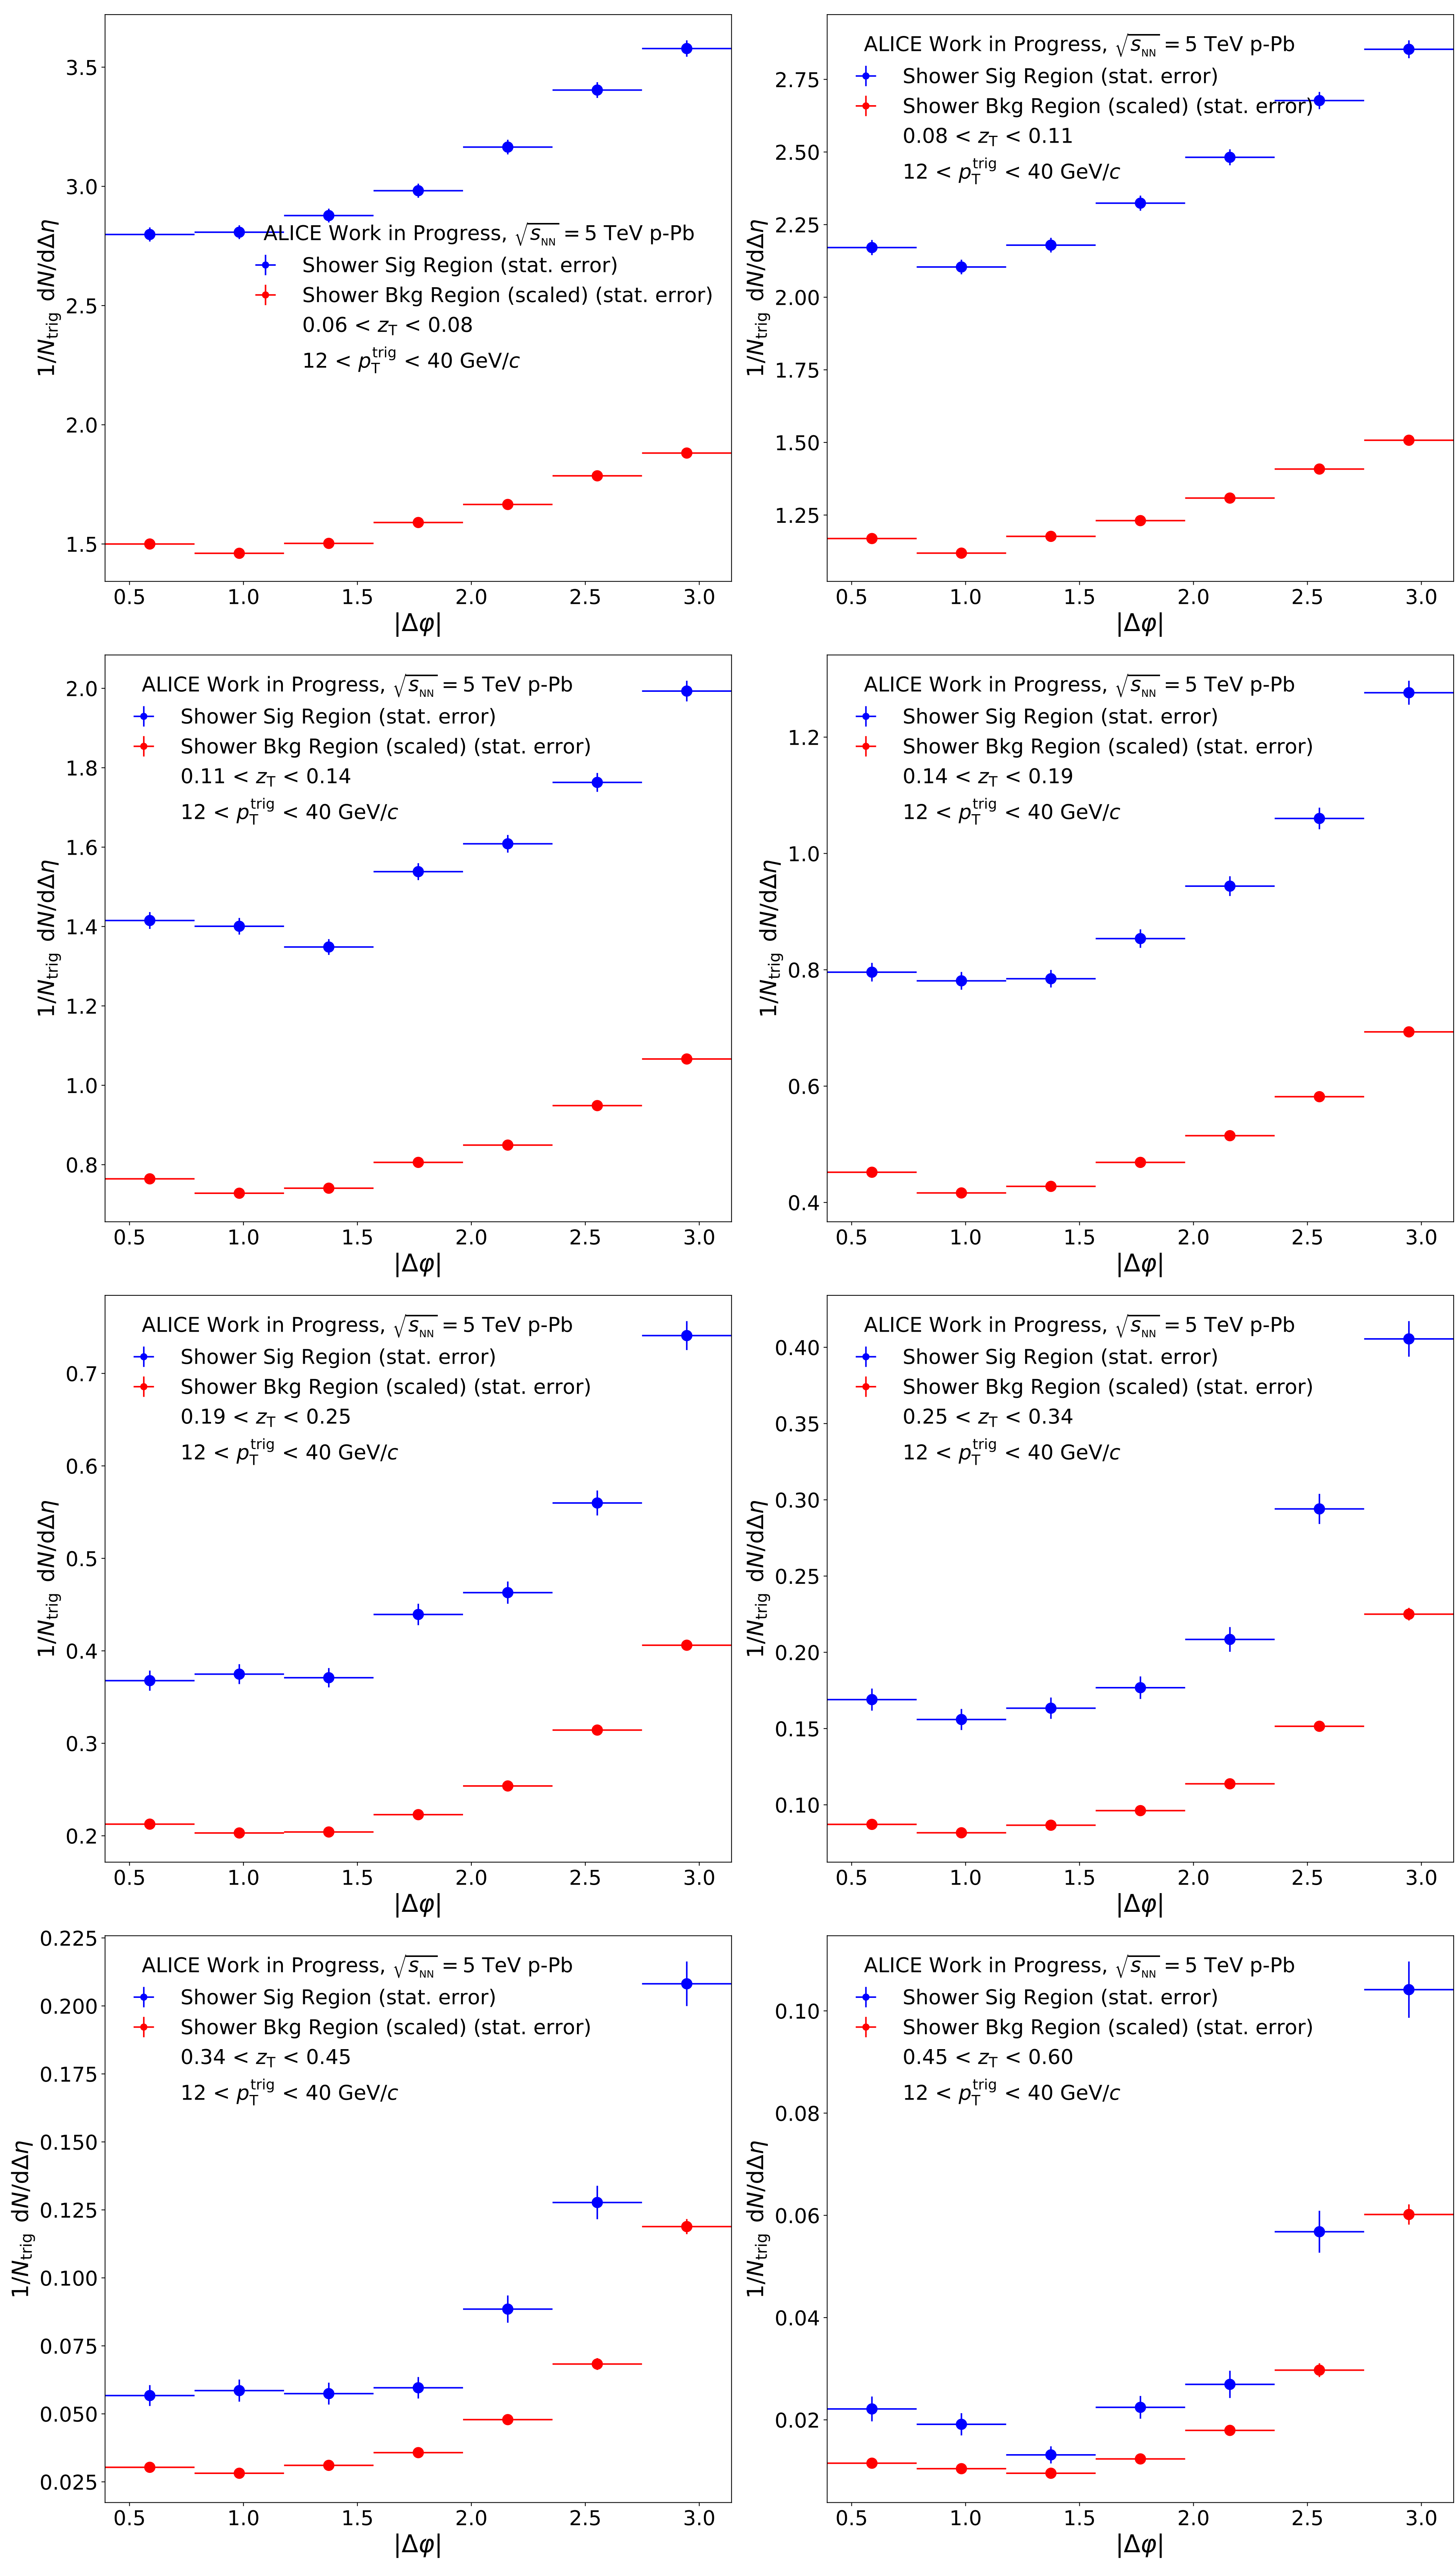 3.5
3.0
2.5
2.0
1.5
1/N_trig dN/dΔη
ALICE Work in Progress, √s_NN = 5 TeV p-Pb
Shower Sig Region (stat. error)
Shower Bkg Region (scaled) (stat. error)
0.06 < z_T < 0.08
12 < p_T^trig < 40 GeV/c
0.5 1.0 1.5 2.0 2.5 3.0
|Δφ|
2.75
2.50
2.25
2.00
1.75
1.50
1.25
1/N_trig dN/dΔη
ALICE Work in Progress, √s_NN = 5 TeV p-Pb
Shower Sig Region (stat. error)
Shower Bkg Region (scaled) (stat. error)
0.08 < z_T < 0.11
12 < p_T^trig < 40 GeV/c
0.5 1.0 1.5 2.0 2.5 3.0
|Δφ|
2.0
1.8
1.6
1.4
1.2
1.0
0.8
1/N_trig dN/dΔη
ALICE Work in Progress, √s_NN = 5 TeV p-Pb
Shower Sig Region (stat. error)
Shower Bkg Region (scaled) (stat. error)
0.11 < z_T < 0.14
12 < p_T^trig < 40 GeV/c
0.5 1.0 1.5 2.0 2.5 3.0
|Δφ|
1.2
1.0
0.8
0.6
0.4
1/N_trig dN/dΔη
ALICE Work in Progress, √s_NN = 5 TeV p-Pb
Shower Sig Region (stat. error)
Shower Bkg Region (scaled) (stat. error)
0.14 < z_T < 0.19
12 < p_T^trig < 40 GeV/c
0.5 1.0 1.5 2.0 2.5 3.0
|Δφ|
0.7
0.6
0.5
0.4
0.3
0.2
1/N_trig dN/dΔη
ALICE Work in Progress, √s_NN = 5 TeV p-Pb
Shower Sig Region (stat. error)
Shower Bkg Region (scaled) (stat. error)
0.19 < z_T < 0.25
12 < p_T^trig < 40 GeV/c
0.5 1.0 1.5 2.0 2.5 3.0
|Δφ|
0.40
0.35
0.30
0.25
0.20
0.15
0.10
1/N_trig dN/dΔη
ALICE Work in Progress, √s_NN = 5 TeV p-Pb
Shower Sig Region (stat. error)
Shower Bkg Region (scaled) (stat. error)
0.25 < z_T < 0.34
12 < p_T^trig < 40 GeV/c
0.5 1.0 1.5 2.0 2.5 3.0
|Δφ|
0.225
0.200
0.175
0.150
0.125
0.100
0.075
0.050
0.025
1/N_trig dN/dΔη
ALICE Work in Progress, √s_NN = 5 TeV p-Pb
Shower Sig Region (stat. error)
Shower Bkg Region (scaled) (stat. error)
0.34 < z_T < 0.45
12 < p_T^trig < 40 GeV/c
0.5 1.0 1.5 2.0 2.5 3.0
|Δφ|
0.10
0.08
0.06
0.04
0.02
1/N_trig dN/dΔη
ALICE Work in Progress, √s_NN = 5 TeV p-Pb
Shower Sig Region (stat. error)
Shower Bkg Region (scaled) (stat. error)
0.45 < z_T < 0.60
12 < p_T^trig < 40 GeV/c
0.5 1.0 1.5 2.0 2.5 3.0
|Δφ|